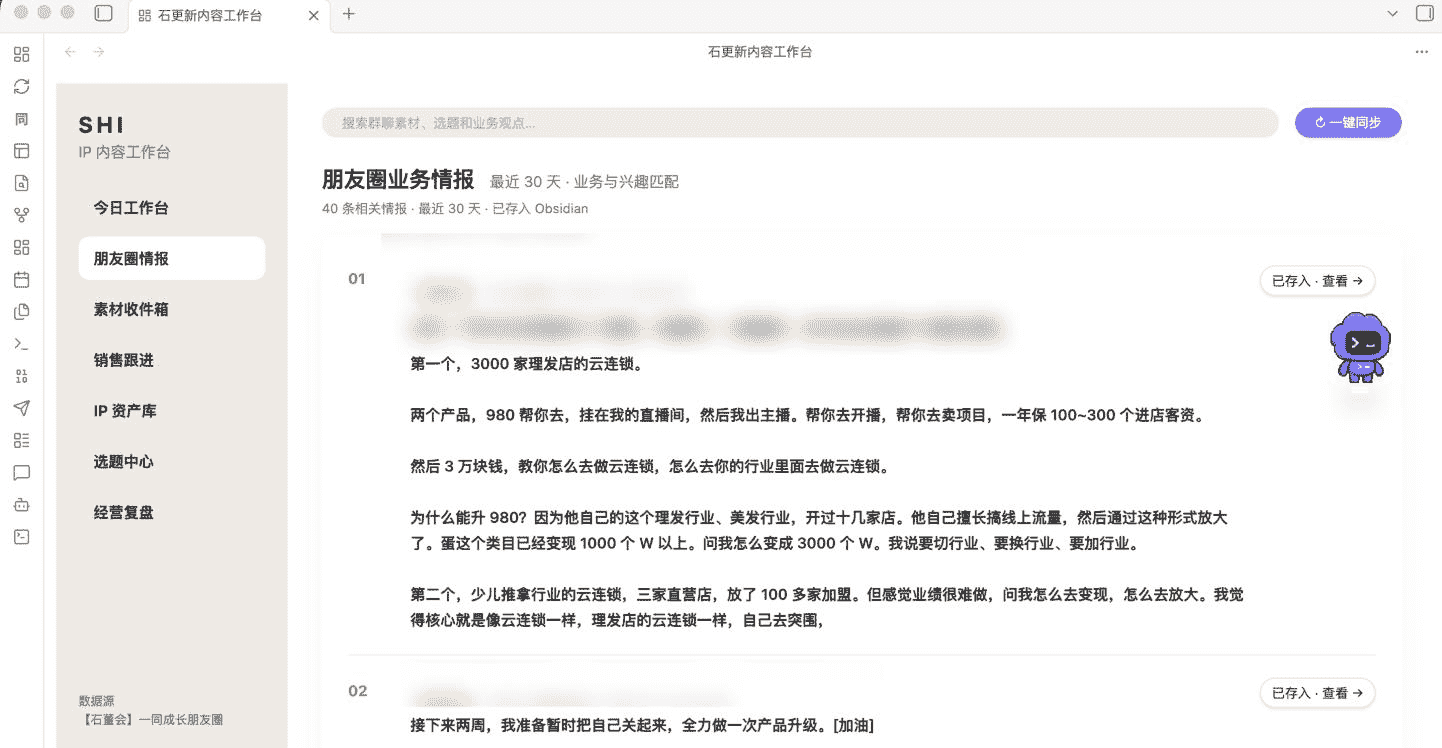 石更新内容工作台
石更新内容工作台
SHI
IP 内容工作台
今日工作台
朋友圈情报
素材收件箱
销售跟进
IP 资产库
选题中心
经营复盘
数据源
【石董会】一同成长朋友圈
搜索群聊素材、选题和业务观点...
一键同步
朋友圈业务情报 最近 30 天 · 业务与兴趣匹配
40 条相关情报 · 最近 30 天 · 已存入 Obsidian
01
已存入 · 查看 →
第一个，3000 家理发店的云连锁。
两个产品，980 帮你去，挂在我的直播间，然后我出主播。帮你去开播，帮你去卖项目，一年保 100~300 个进店客资。
然后 3 万块钱，教你怎么去做云连锁，怎么去你的行业里面去做云连锁。
为什么能升 980？因为他自己的这个理发行业、美发行业，开过十几家店。他自己擅长搞线上流量，然后通过这种形式放大
了。蛋这个类目已经变现 1000 个 W 以上。问我怎么变成 3000 个 W。我说要切行业、要换行业、要加行业。
第二个，少儿推拿行业的云连锁，三家直营店，放了 100 多家加盟。但感觉业绩很难做，问我怎么去变现，怎么去放大。我觉
得核心就是像云连锁一样，理发店的云连锁一样，自己去突围，
02
已存入 · 查看 →
接下来两周，我准备暂时把自己关起来，全力做一次产品升级。[加油]